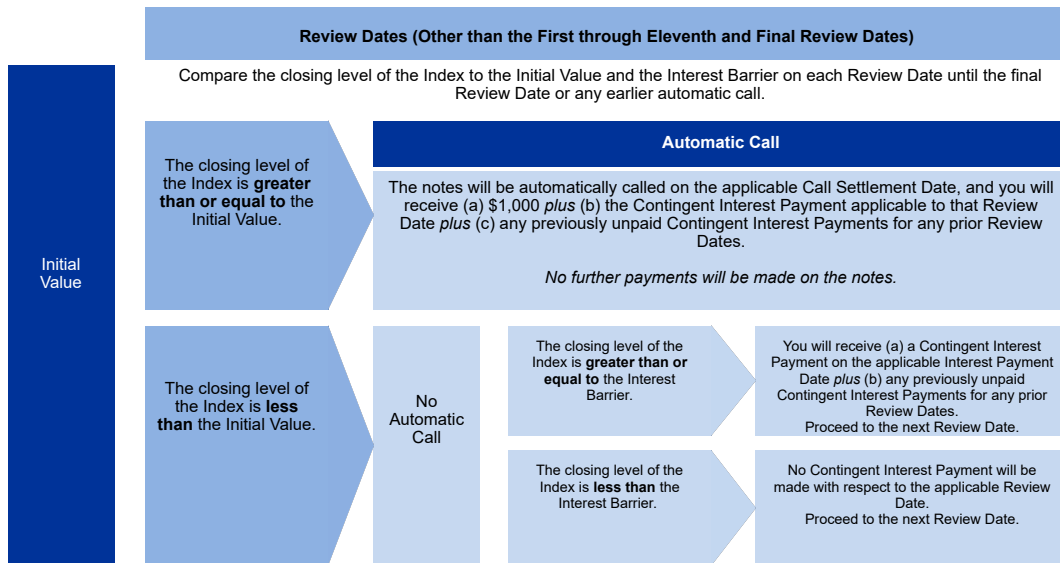 Review Dates (Other than the First through Eleventh and Final Review Dates)
Compare the closing level of the Index to the Initial Value and the Interest Barrier on each Review Date until the final
Review Date or any earlier automatic call.
Initial
Value
The closing level of
the Index is greater
than or equal to the
Initial Value.
Automatic Call
The notes will be automatically called on the applicable Call Settlement Date, and you will
receive (a) $1,000 plus (b) the Contingent Interest Payment applicable to that Review
Date plus (c) any previously unpaid Contingent Interest Payments for any prior Review
Dates.
No further payments will be made on the notes.
The closing level of
the Index is less
than the Initial Value.
No
Automatic
Call
The closing level of the
Index is greater than or
equal to the Interest
Barrier.
You will receive (a) a Contingent Interest
Payment on the applicable Interest Payment
Date plus (b) any previously unpaid
Contingent Interest Payments for any prior
Review Dates.
Proceed to the next Review Date.
The closing level of the
Index is less than the
Interest Barrier.
No Contingent Interest Payment will be
made with respect to the applicable Review
Date.
Proceed to the next Review Date.